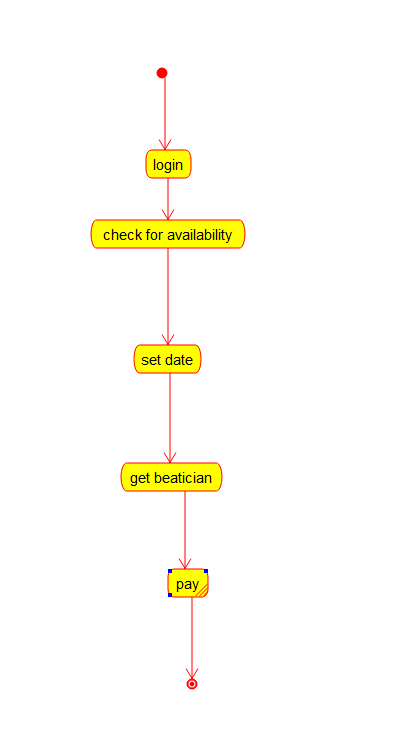 login
check for availability
set date
get beatician
pay